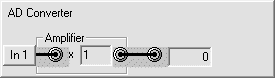 AD Converter
Amplifier
In 1 x 1 0